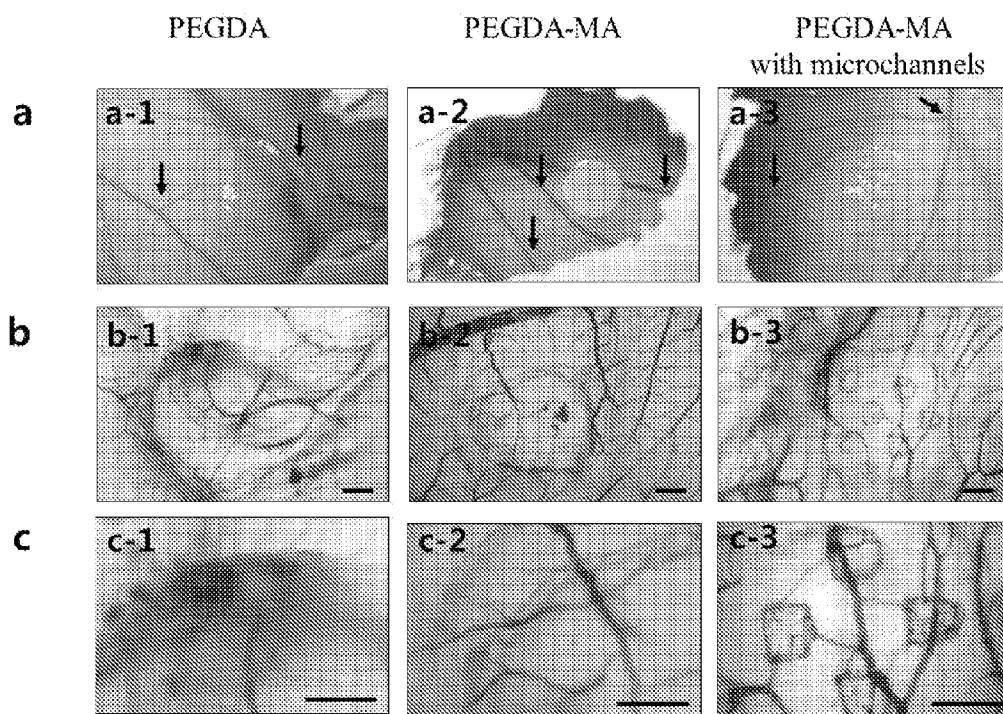 PEGDA
PEGDA-MA
PEGDA-MA
with microchannels
a
a-1
a-2
a-3
b
b-1
b-2
b-3
c
c-1
c-2
c-3